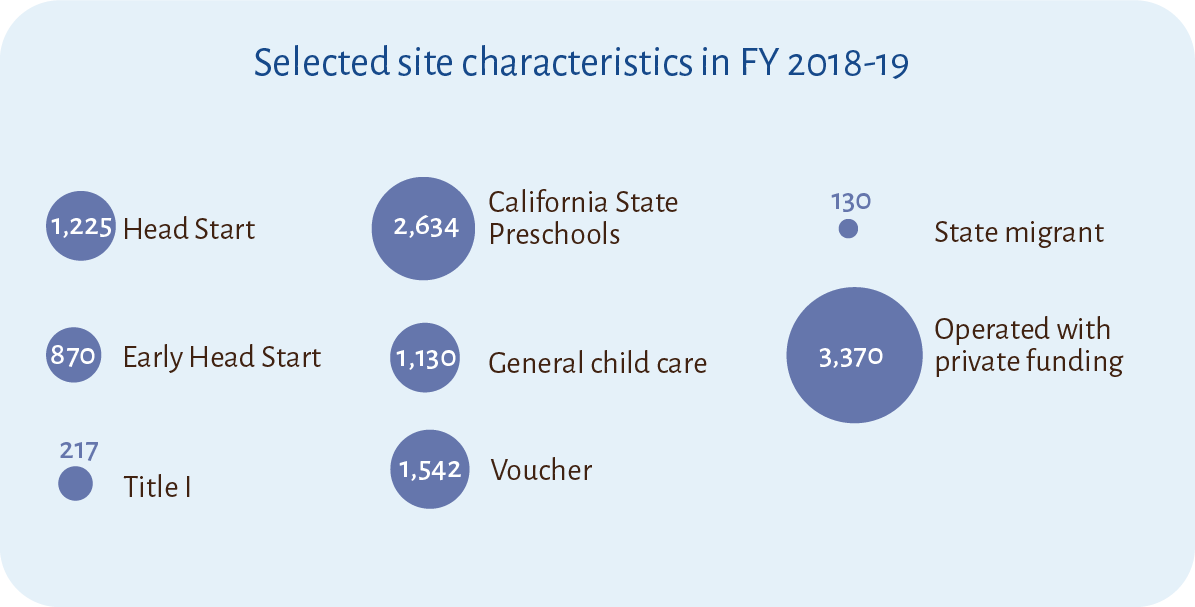 Selected site characteristics in FY 2018-19
1,225 Head Start
870 Early Head Start
217
Title I
2,634 California State
Preschools
1,130 General child care
1,542 Voucher
130
State migrant
3,370 Operated with
private funding